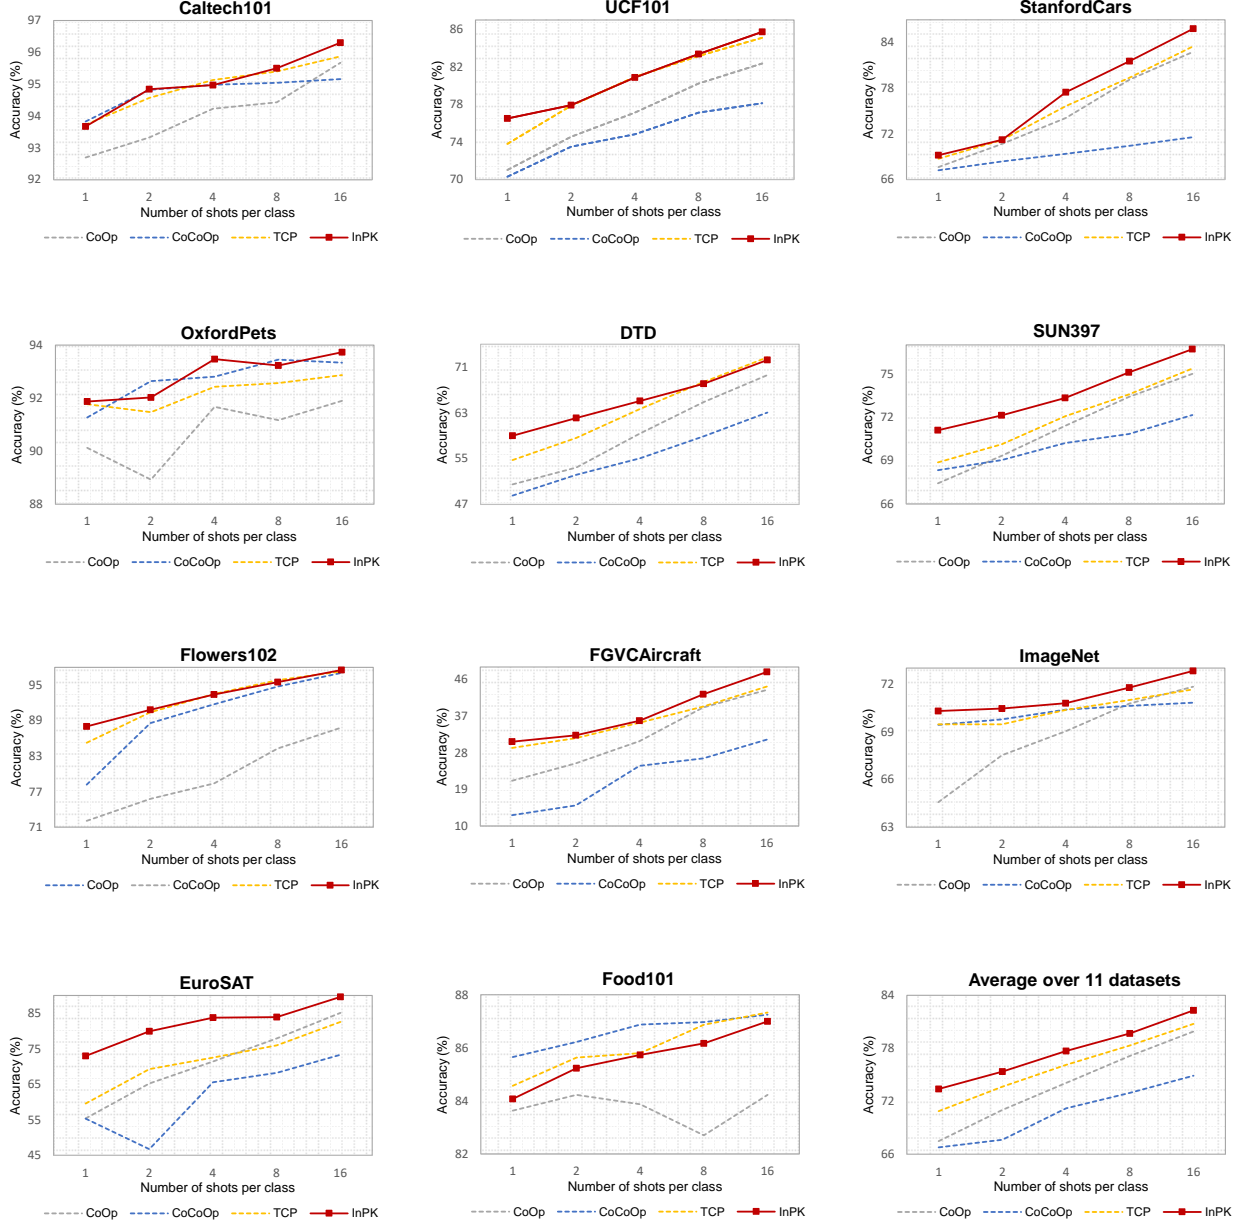 Caltech101
Accuracy (%)
97
96
95
94
93
92
1 2 4 8 16
Number of shots per class
CoOp CoCoOp TCP InPK
UCF101
Accuracy (%)
86
82
78
74
70
1 2 4 8 16
Number of shots per class
CoOp CoCoOp TCP InPK
StanfordCars
Accuracy (%)
84
78
72
66
1 2 4 8 16
Number of shots per class
CoOp CoCoOp TCP InPK
OxfordPets
Accuracy (%)
94
92
90
88
1 2 4 8 16
Number of shots per class
CoOp CoCoOp TCP InPK
DTD
Accuracy (%)
71
63
55
47
1 2 4 8 16
Number of shots per class
CoOp CoCoOp TCP InPK
SUN397
Accuracy (%)
75
72
69
66
1 2 4 8 16
Number of shots per class
CoOp CoCoOp TCP InPK
Flowers102
Accuracy (%)
95
89
83
77
71
1 2 4 8 16
Number of shots per class
CoOp CoCoOp TCP InPK
FGVCAircraft
Accuracy (%)
46
37
28
19
10
1 2 4 8 16
Number of shots per class
CoOp CoCoOp TCP InPK
ImageNet
Accuracy (%)
72
69
66
63
1 2 4 8 16
Number of shots per class
CoOp CoCoOp TCP InPK
EuroSAT
Accuracy (%)
85
75
65
55
45
1 2 4 8 16
Number of shots per class
CoOp CoCoOp TCP InPK
Food101
Accuracy (%)
88
86
84
82
1 2 4 8 16
Number of shots per class
CoOp CoCoOp TCP InPK
Average over 11 datasets
Accuracy (%)
84
78
72
66
1 2 4 8 16
Number of shots per class
CoOp CoCoOp TCP InPK